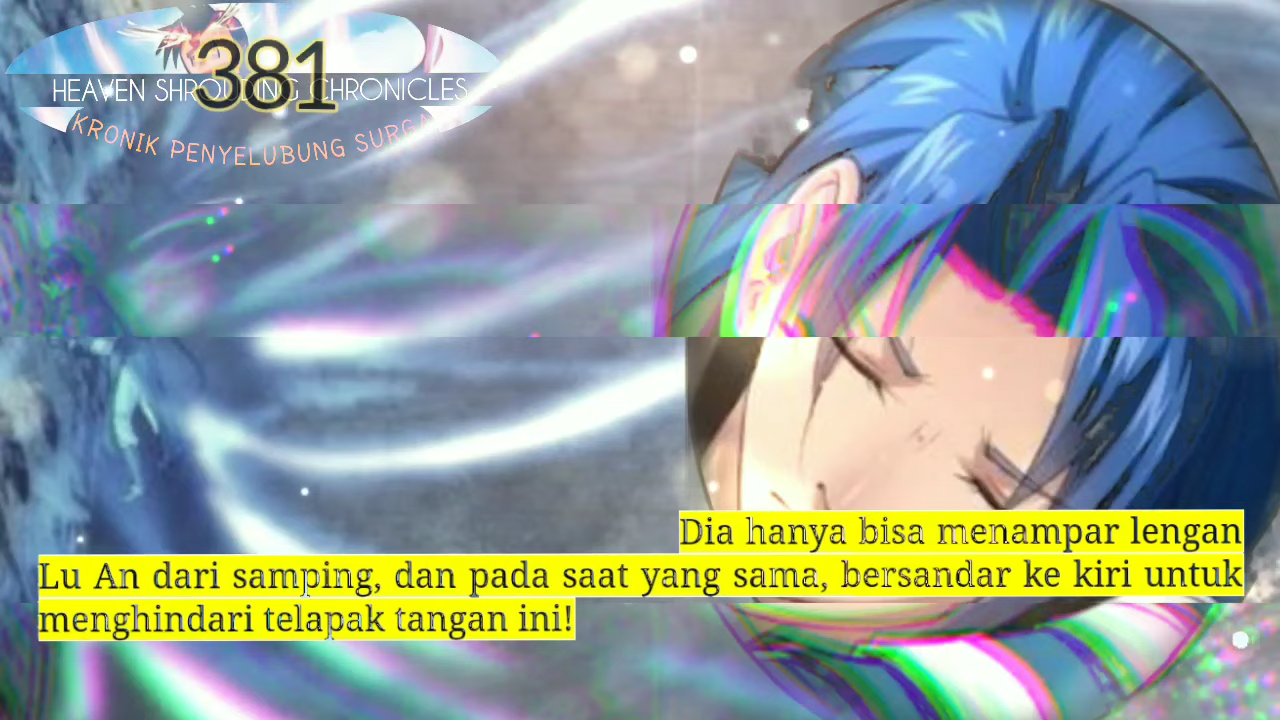 381
HEAVEN SHROUDING CHRONICLES
KRONIK PENYELUBUNG SURGA
Dia hanya bisa menampar lengan
Lu An dari samping, dan pada saat yang sama, bersandar ke kiri untuk
menghindari telapak tangan ini!